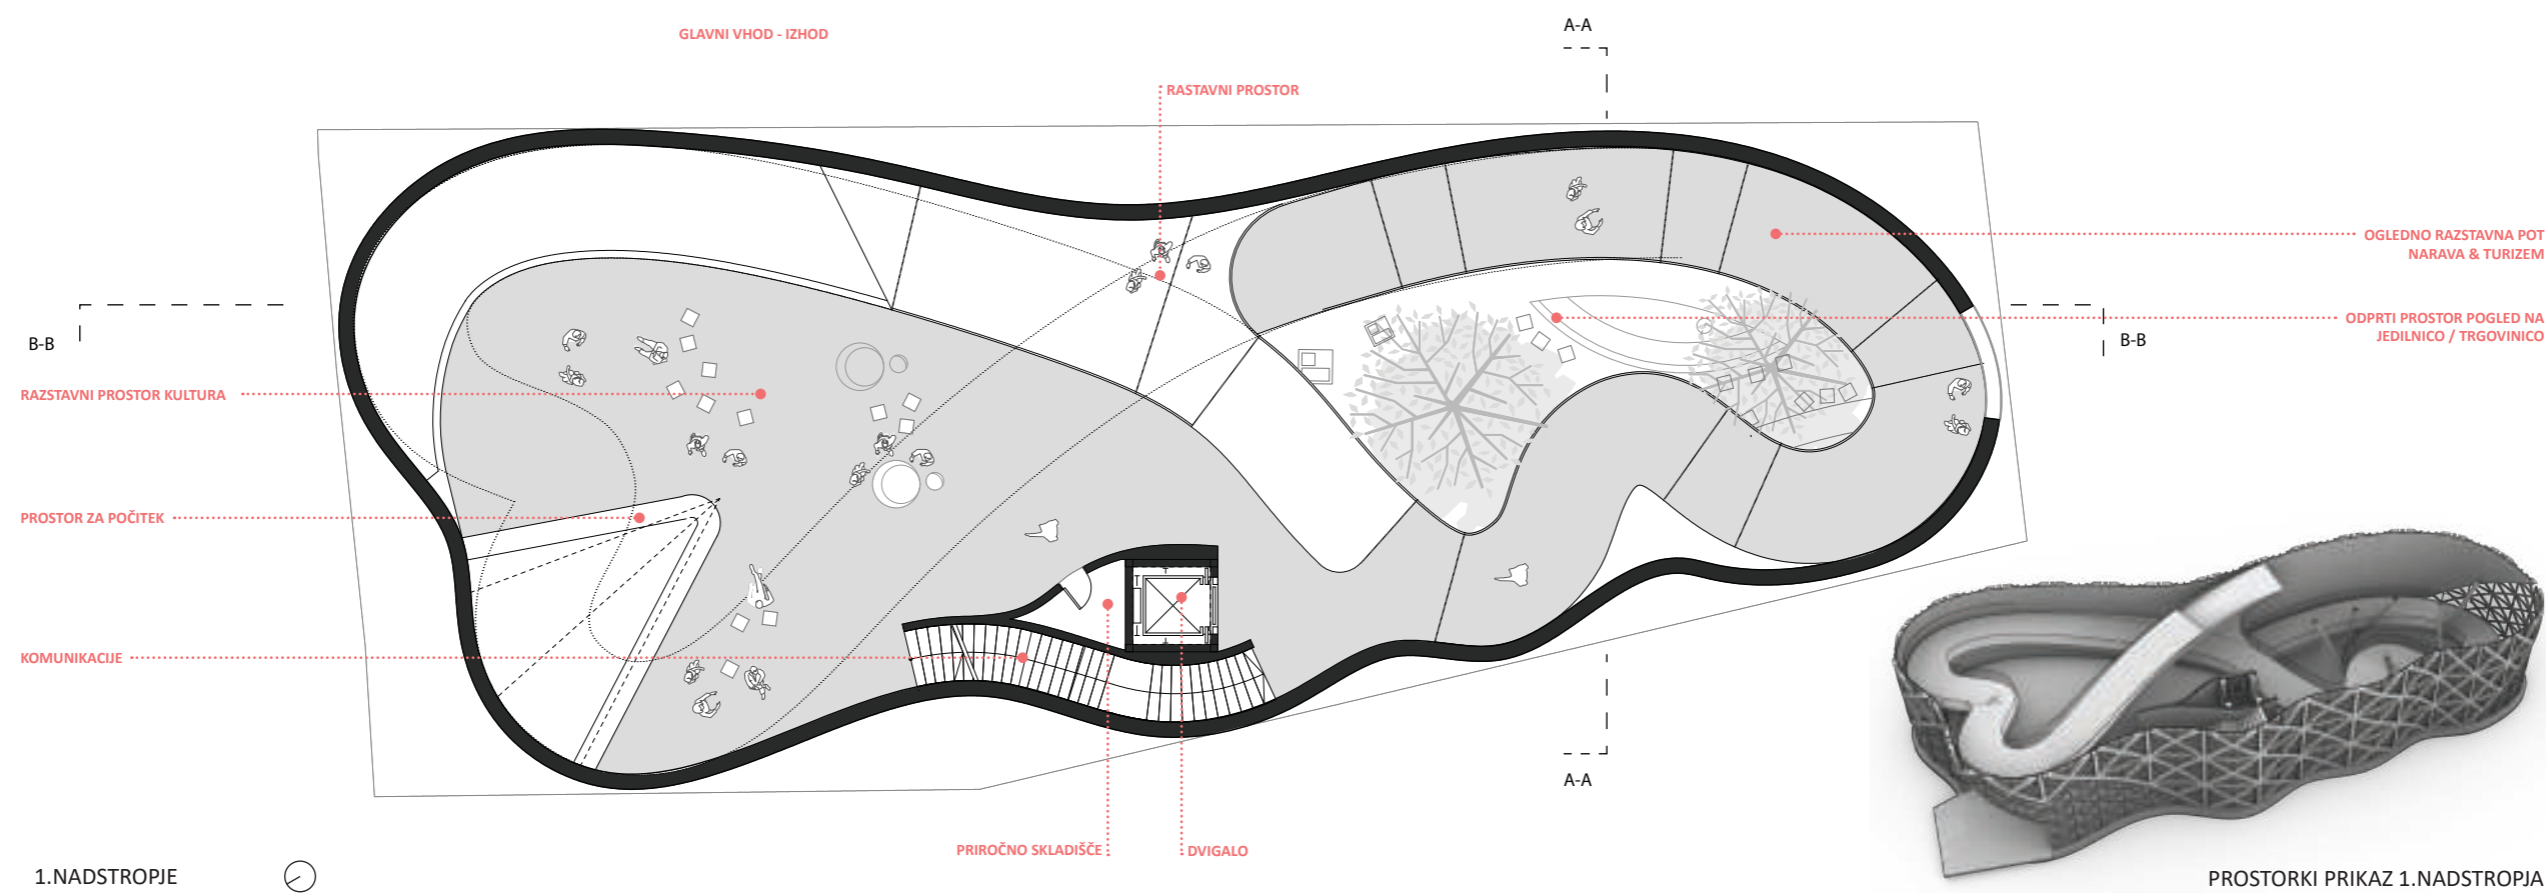 GLAVNI VHOD - IZHOD
A-A
RASTAVNI PROSTOR
OGLEDNO RAZSTAVNA POT
NARAVA & TURIZEM
B-B
ODPRTI PROSTOR POGLED NA
JEDILNICO / TRGOVINICO
B-B
RAZSTAVNI PROSTOR KULTURA
PROSTOR ZA POČITEK
KOMUNIKACIJE
A-A
PRIROČNO SKLADIŠČE
DVIGALO
1.NADSTROPJE
PROSTORKI PRIKAZ 1.NADSTROPJA